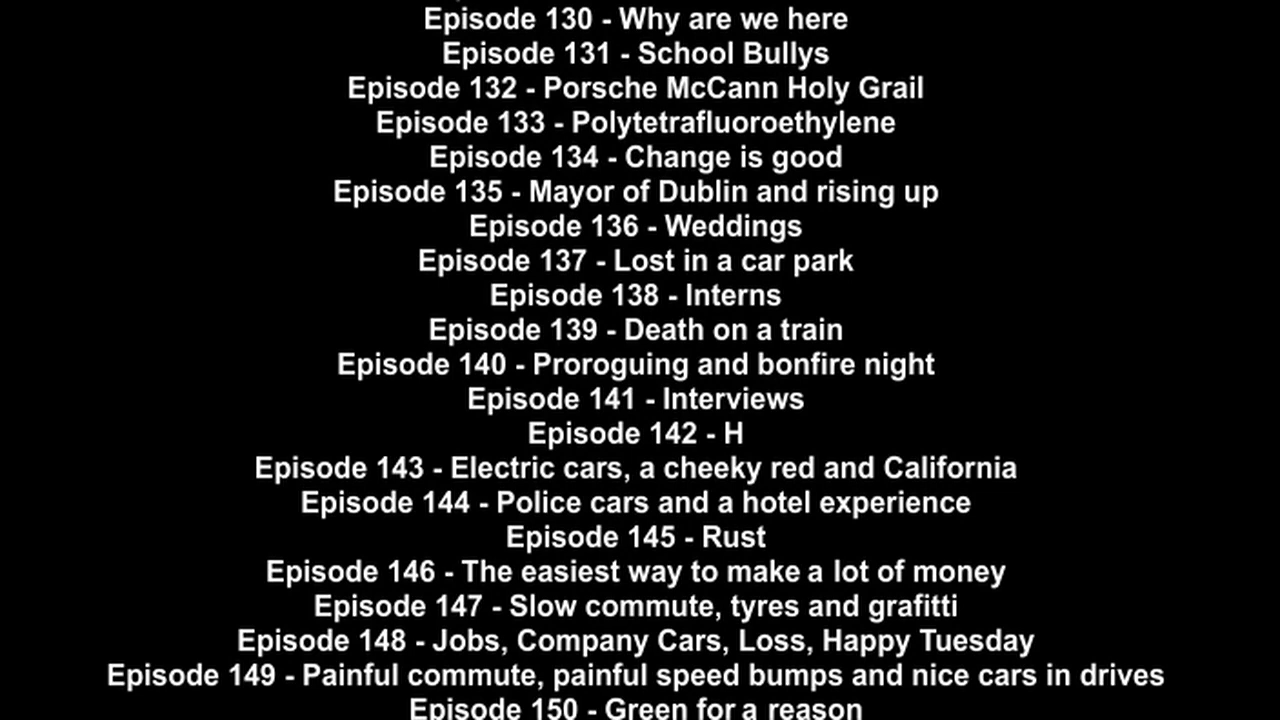 Episode 130 - Why are we here
Episode 131 - School Bullys
Episode 132 - Porsche McCann Holy Grail
Episode 133 - Polytetrafluoroethylene
Episode 134 - Change is good
Episode 135 - Mayor of Dublin and rising up
Episode 136 - Weddings
Episode 137 - Lost in a car park
Episode 138 - Interns
Episode 139 - Death on a train
Episode 140 - Proroguing and bonfire night
Episode 141 - Interviews
Episode 142 - H
Episode 143 - Electric cars, a cheeky red and California
Episode 144 - Police cars and a hotel experience
Episode 145 - Rust
Episode 146 - The easiest way to make a lot of money
Episode 147 - Slow commute, tyres and grafitti
Episode 148 - Jobs, Company Cars, Loss, Happy Tuesday
Episode 149 - Painful commute, painful speed bumps and nice cars in drives
Episode 150 - Green for a reason